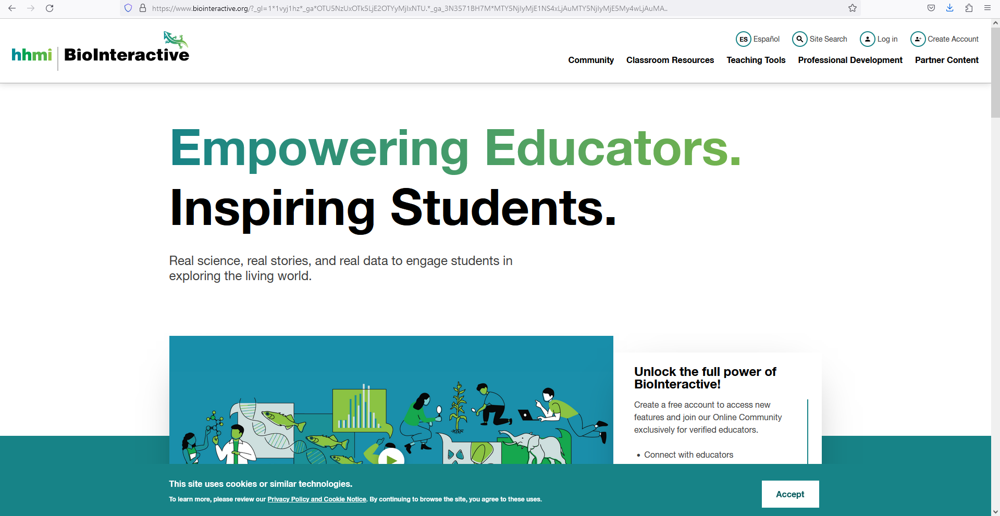 https://www.biointeractive.org/?_gl=1*1vyj1hz*_ga*OTU5NzUxOTk5LjE2OTYyMjIxNTU.*_ga_3N3571BH7M*MTY5NjIyMjE1NS4xLjAuMTY5NjIyMjE5My4wLjAuMA..
hhmi | BioInteractive
ES Español Site Search Log in Create Account
Community Classroom Resources Teaching Tools Professional Development Partner Content
Empowering Educators.
Inspiring Students.
Real science, real stories, and real data to engage students in
exploring the living world.
Unlock the full power of
BioInteractive!
Create a free account to access new
features and join our Online Community
exclusively for verified educators.
• Connect with educators
This site uses cookies or similar technologies.
To learn more, please review our Privacy Policy and Cookie Notice. By continuing to browse the site, you agree to these uses.
Accept